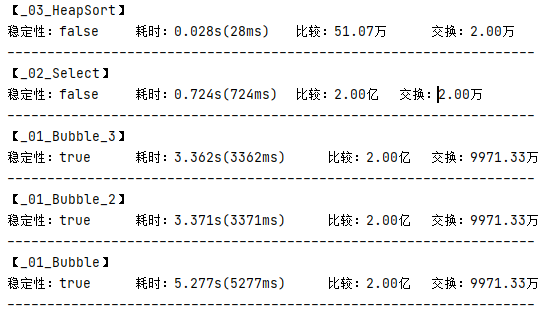 【_03_HeapSort】
稳定性：false 耗时：0.028s(28ms) 比较：51.07万 交换：2.00万
------------------------------------------------------------------
【_02_Select】
稳定性：false 耗时：0.724s(724ms) 比较：2.00亿 交换：2.00万
------------------------------------------------------------------
【_01_Bubble_3】
稳定性：true 耗时：3.362s(3362ms) 比较：2.00亿 交换：9971.33万
------------------------------------------------------------------
【_01_Bubble_2】
稳定性：true 耗时：3.371s(3371ms) 比较：2.00亿 交换：9971.33万
------------------------------------------------------------------
【_01_Bubble】
稳定性：true 耗时：5.277s(5277ms) 比较：2.00亿 交换：9971.33万
------------------------------------------------------------------